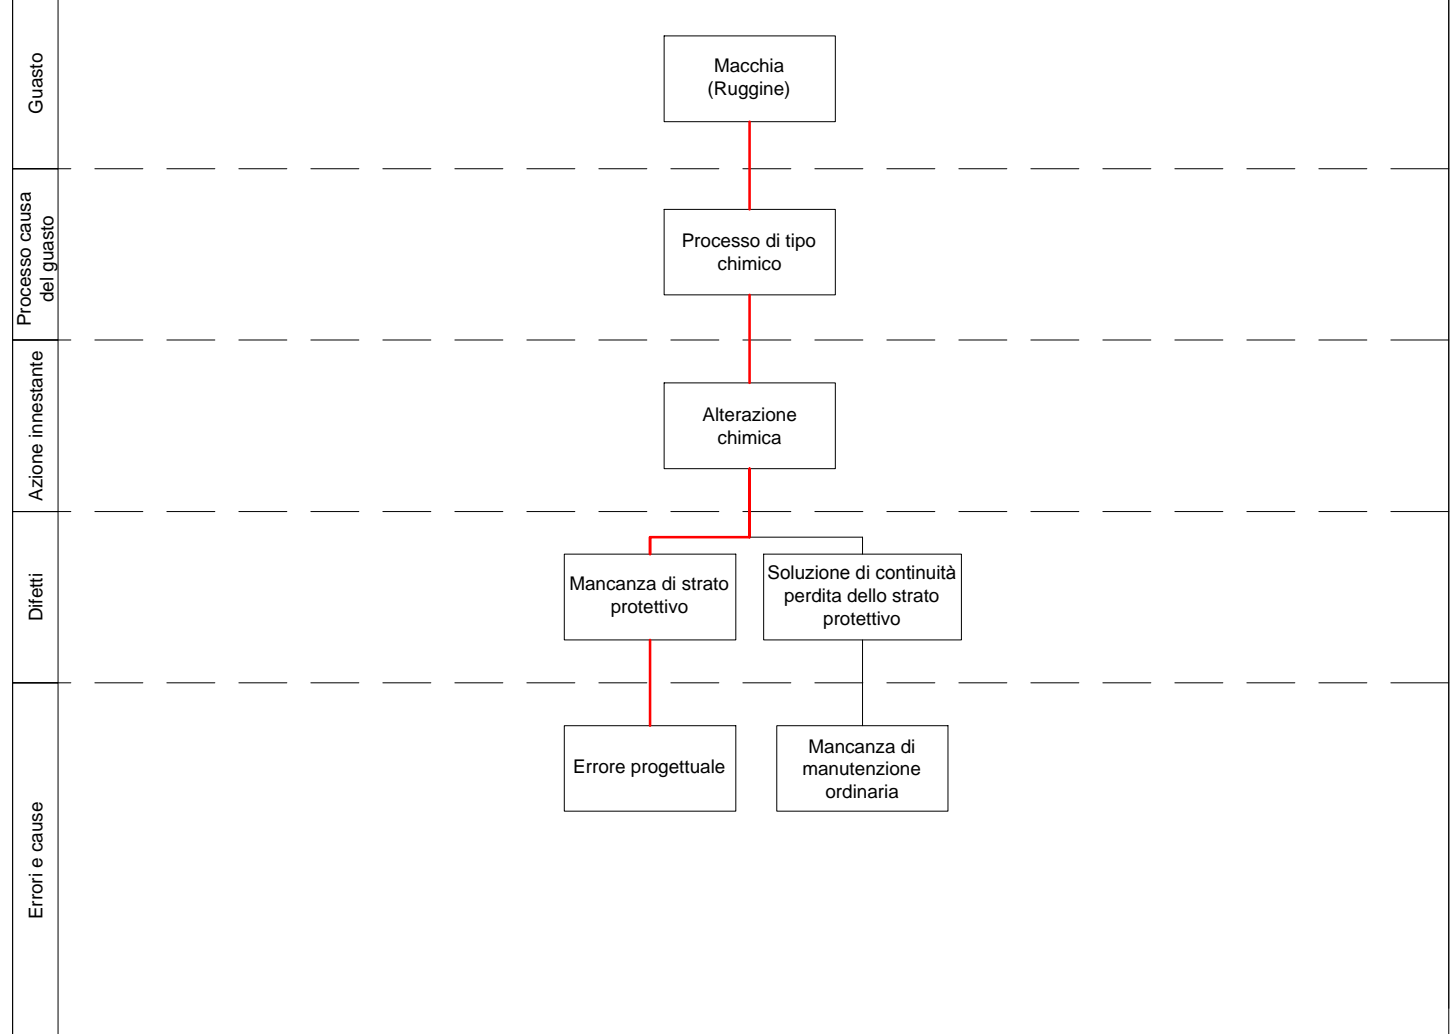 Guasto
Macchia
(Ruggine)
Processo causa
del guasto
Processo di tipo
chimico
Azione innestante
Alterazione
chimica
Difetti
Mancanza di strato
protettivo
Soluzione di continuità
perdita dello strato
protettivo
Errori e cause
Errore progettuale
Mancanza di
manutenzione
ordinaria